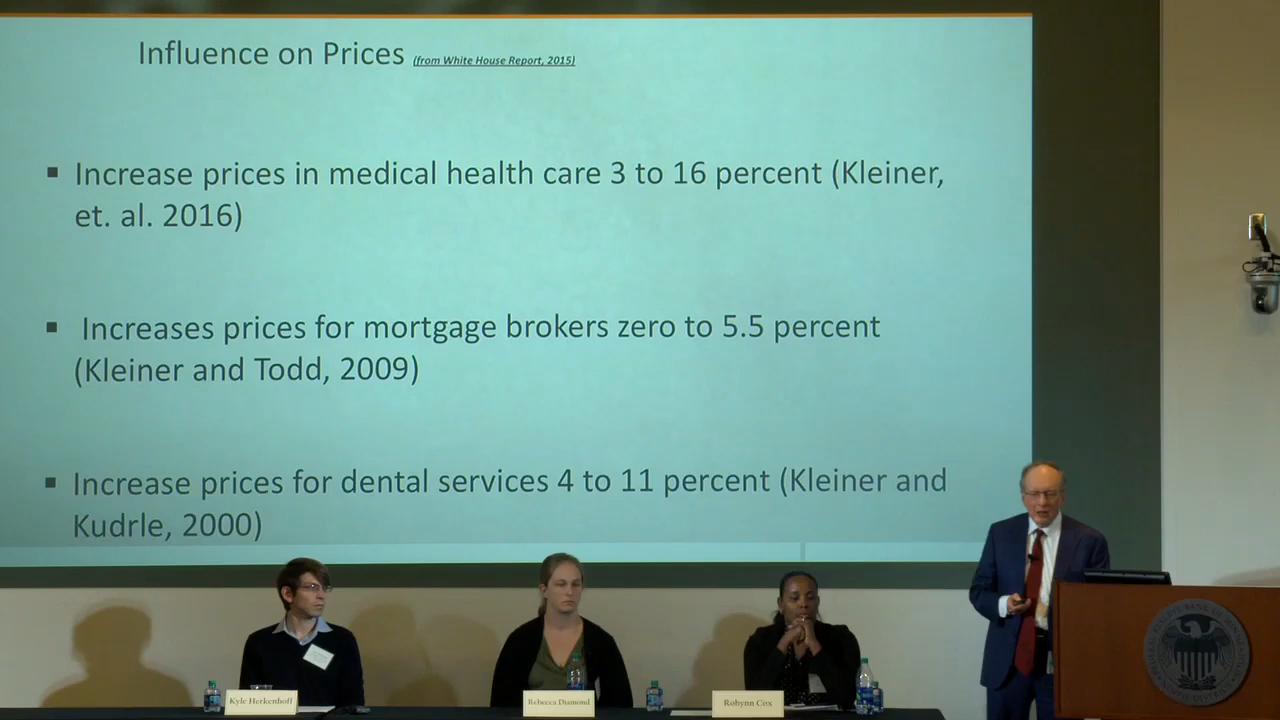 Influence on Prices (from White House Report, 2015)
▪ Increase prices in medical health care 3 to 16 percent (Kleiner,
et. al. 2016)
▪ Increases prices for mortgage brokers zero to 5.5 percent
(Kleiner and Todd, 2009)
▪ Increase prices for dental services 4 to 11 percent (Kleiner and
Kudrle, 2000)
Kyle Herkenhoff
Rebecca Diamond
Robynn Cox